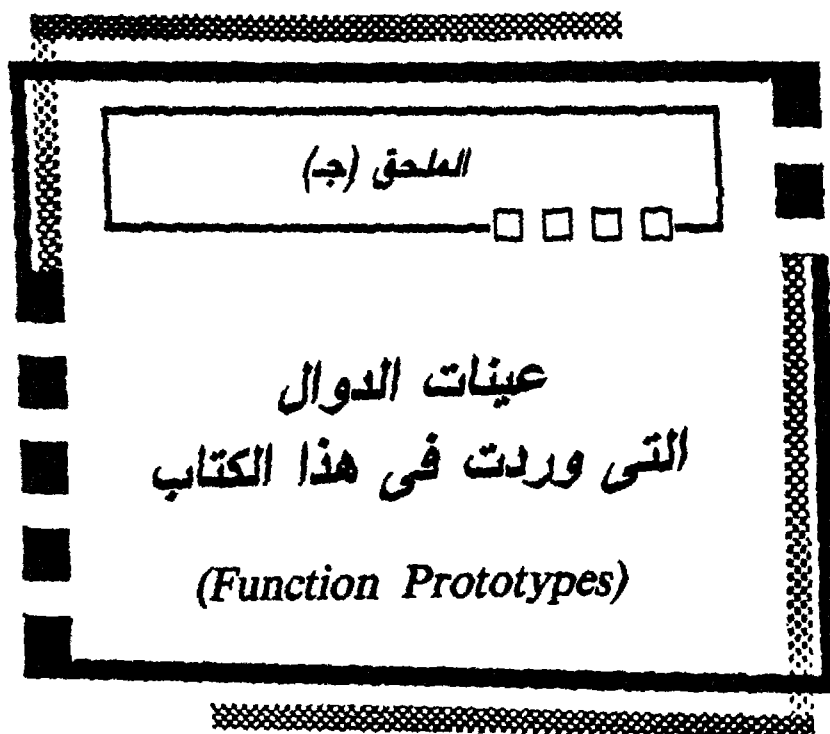 الملحق (جـ)
عينات الدوال
التى وردت فى هذا الكتاب
(Function Prototypes)